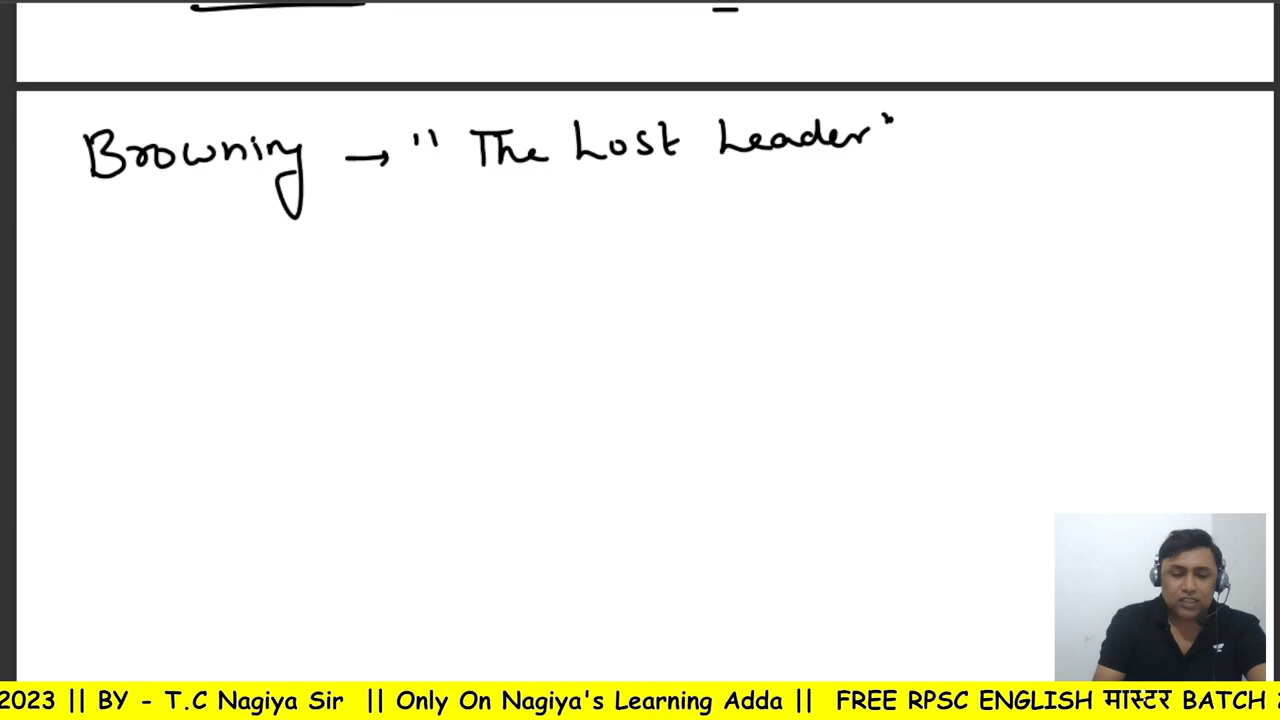 Browning → " The Lost Leader"
2023 || BY - T.C Nagiya Sir || Only On Nagiya's Learning Adda || FREE RPSC ENGLISH मास्टर BATCH